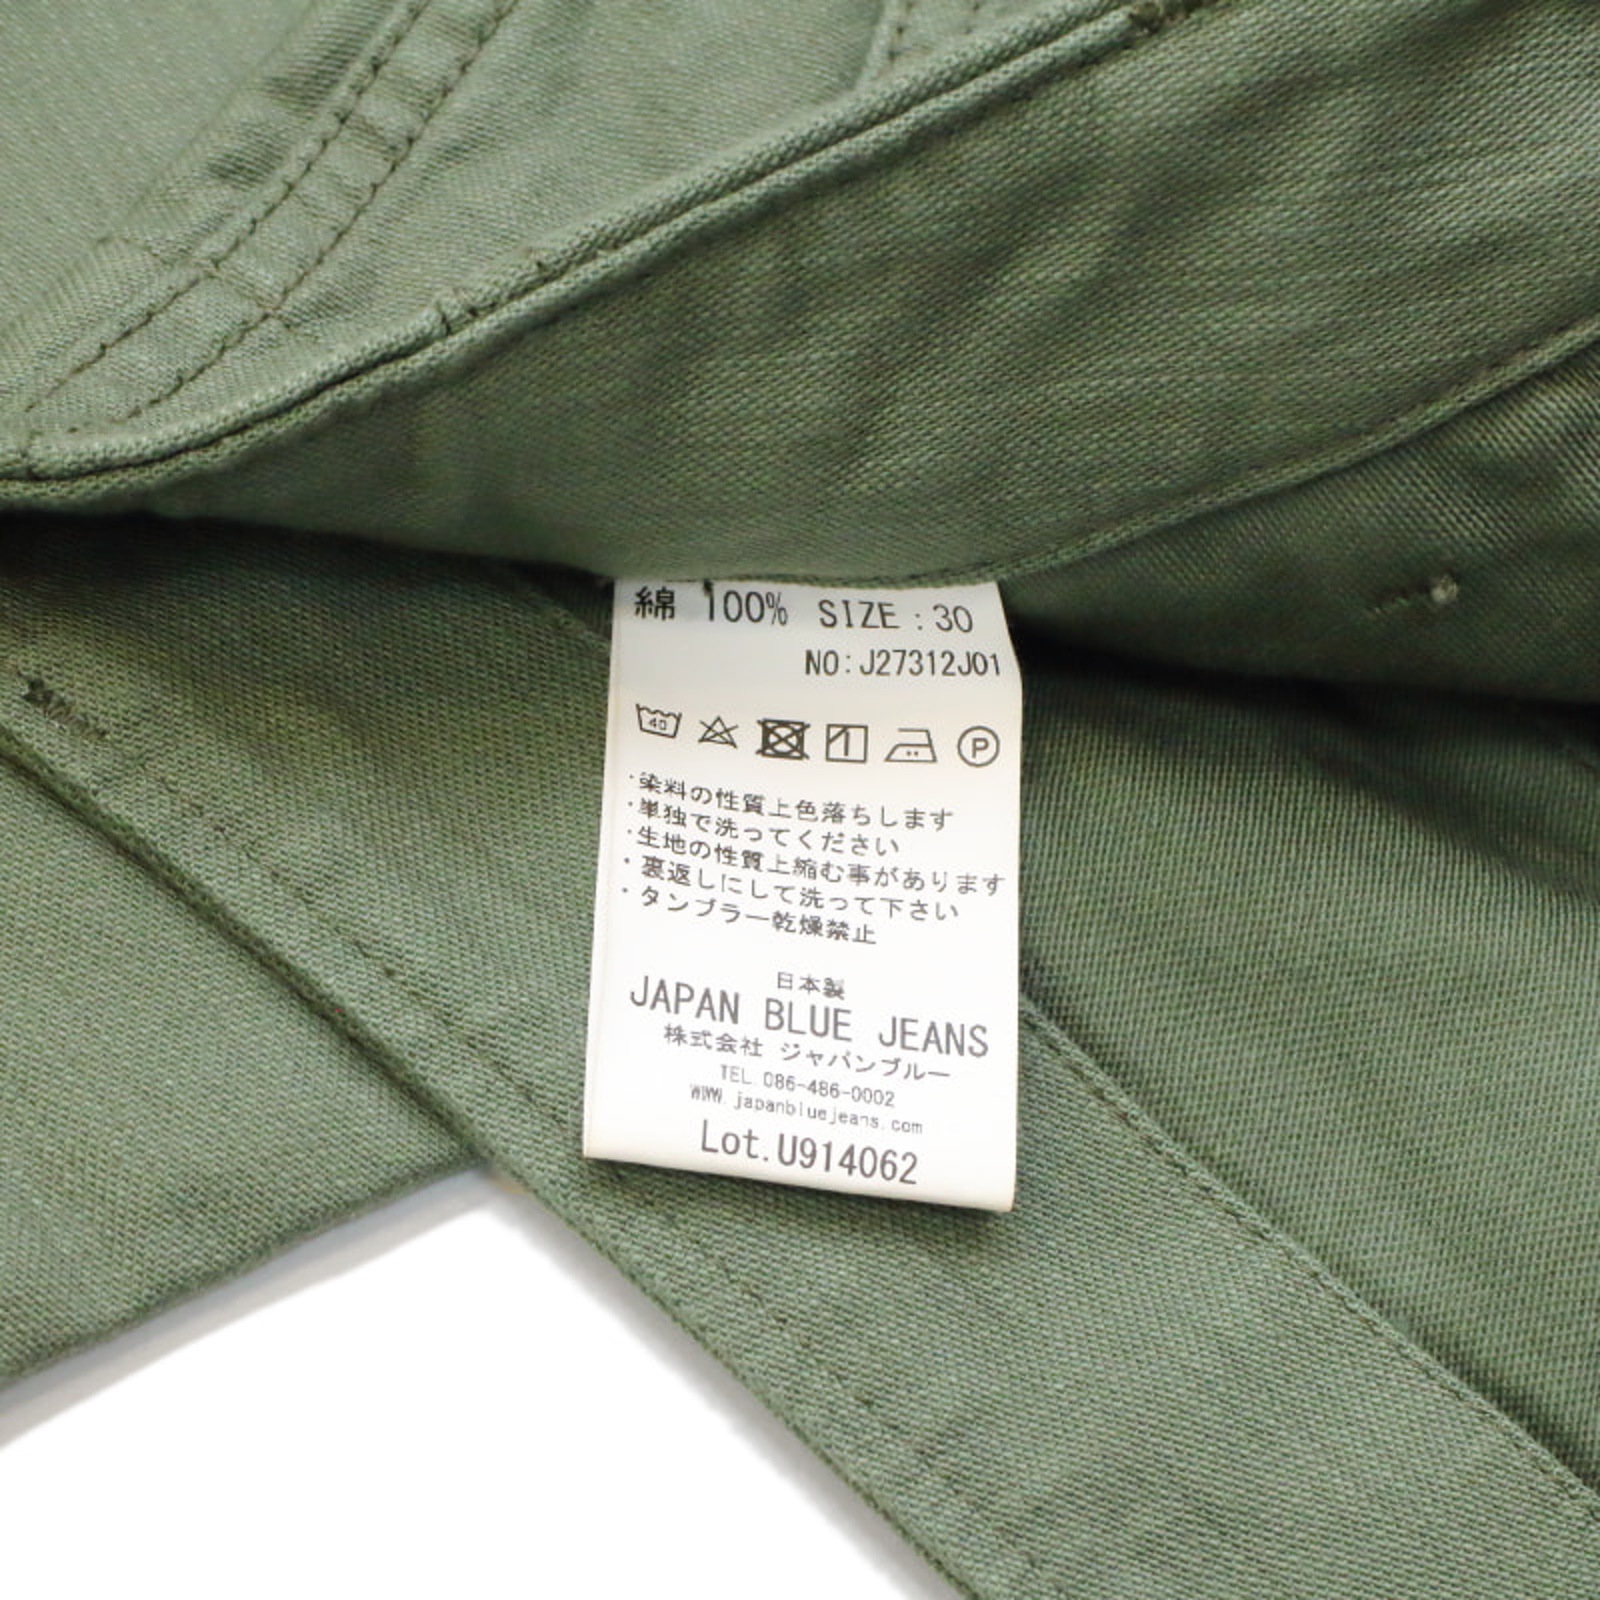 綿 100% SIZE:30
NO:J27312J01
40 P
・染料の性質上色落ちします
・単独で洗ってください
・生地の性質上縮む事があります
・裏返しにして洗って下さい
・タンブラー乾燥禁止
日本製
JAPAN BLUE JEANS
株式会社 ジャパンブルー
TEL.086-486-0002
www.japanbluejeans.com
Lot.U914062